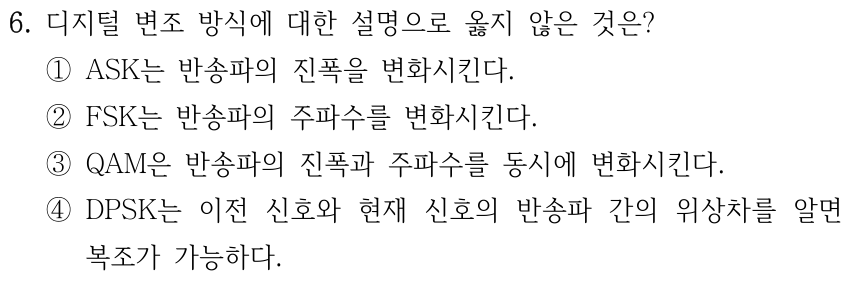 6. 디지털 변조 방식에 대한 설명으로 옳지 않은 것은?
① ASK는 반송파의 진폭을 변화시킨다.
② FSK는 반송파의 주파수를 변화시킨다.
③ QAM은 반송파의 진폭과 주파수를 동시에 변화시킨다.
④ DPSK는 이전 신호와 현재 신호의 반송파 간의 위상차를 알면
복조가 가능하다.